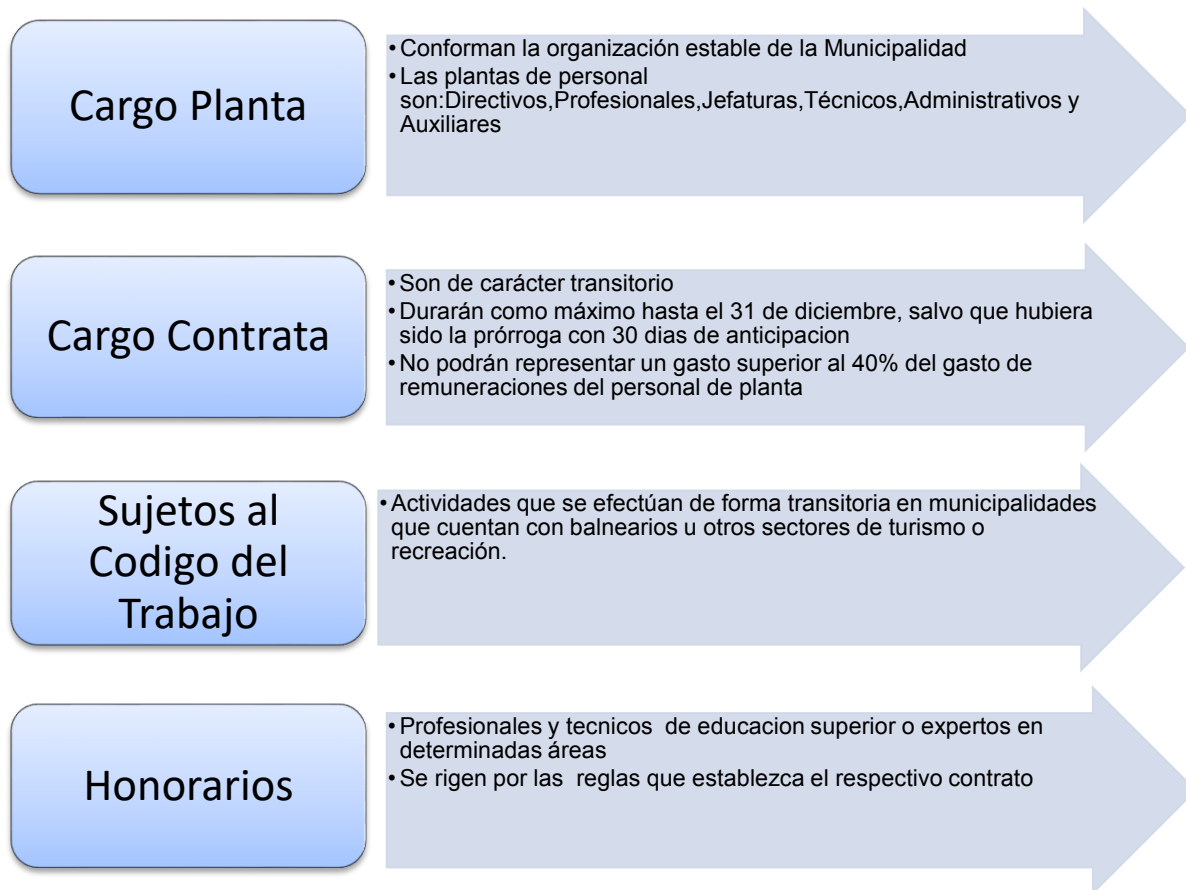 Cargo Planta
• Conforman la organización estable de la Municipalidad
• Las plantas de personal
son:Directivos,Profesionales,Jefaturas,Técnicos,Administrativos y
Auxiliares
Cargo Contrata
• Son de carácter transitorio
• Durarán como máximo hasta el 31 de diciembre, salvo que hubiera
sido la prórroga con 30 dias de anticipacion
• No podrán representar un gasto superior al 40% del gasto de
remuneraciones del personal de planta
Sujetos al
Codigo del
Trabajo
• Actividades que se efectúan de forma transitoria en municipalidades
que cuentan con balnearios u otros sectores de turismo o
recreación.
Honorarios
• Profesionales y tecnicos de educacion superior o expertos en
determinadas áreas
• Se rigen por las reglas que establezca el respectivo contrato